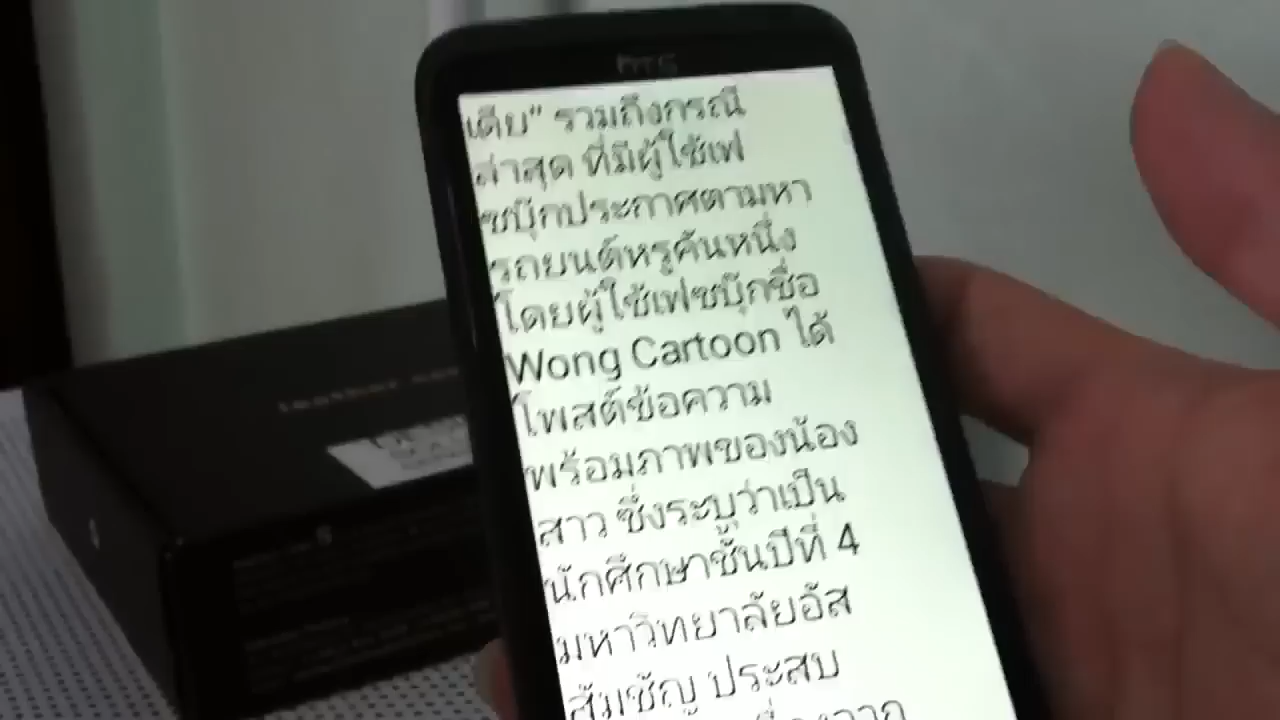 HTC
เดีย" รวมถึงกรณี
ล่าสุด ที่มีผู้ใช้เฟ
ซบุ๊กประกาศตามหา
รถยนต์หรูคันหนึ่ง
โดยผู้ใช้เฟซบุ๊กชื่อ
Wong Cartoon ได้
โพสต์ข้อความ
พร้อมภาพของน้อง
สาว ซึ่งระบุว่าเป็น
นักศึกษาชั้นปีที่ 4
มหาวิทยาลัยอัส
สัมชัญ ประสบ